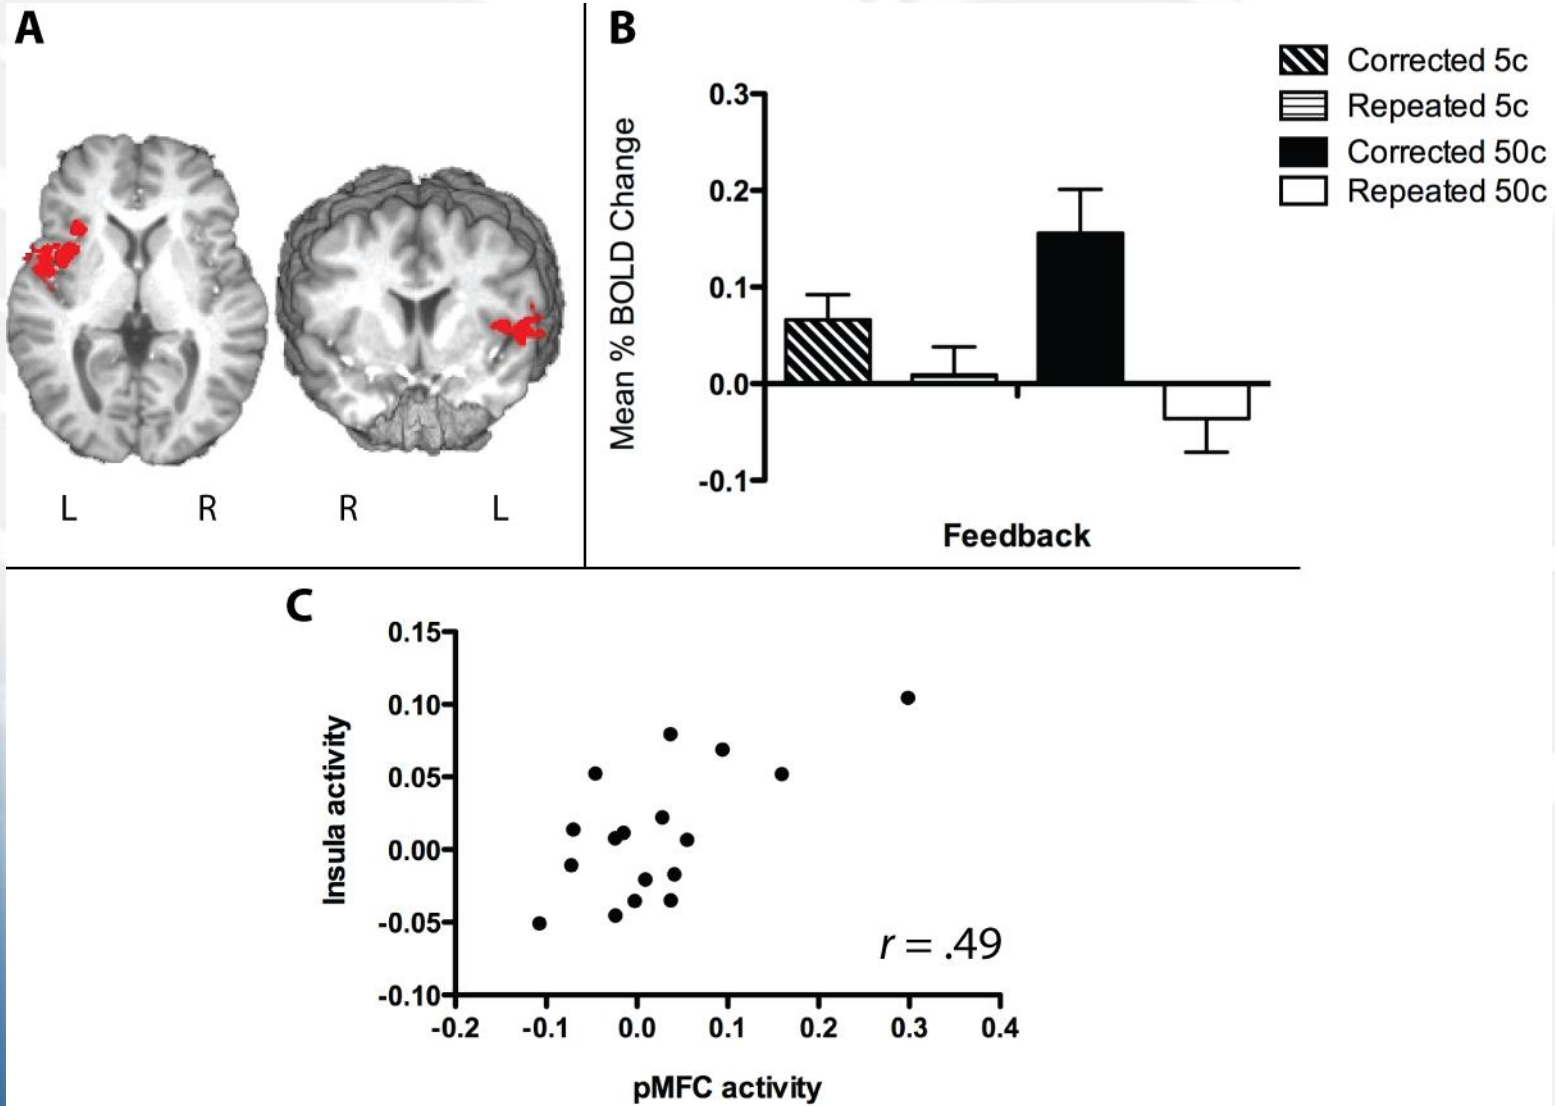 A
L R R L
B
Mean % BOLD Change
0.3
0.2
0.1
0.0
-0.1
Feedback
Corrected 5c
Repeated 5c
Corrected 50c
Repeated 50c
C
Insula activity
0.15
0.10
0.05
0.00
-0.05
-0.10
-0.2 -0.1 0.0 0.1 0.2 0.3 0.4
pMFC activity
r = .49